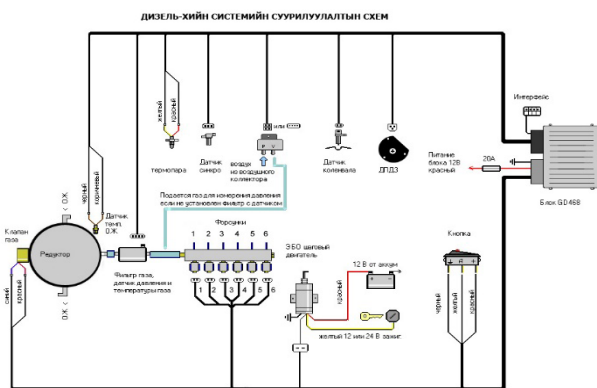 ДИЗЕЛЬ-ХИЙН СИСТЕМИЙН СУУРИЛУУЛАЛТЫН СХЕМ
Интерфейс
желтый
красный
или
P V
термопара
Датчик
синеро
воздух
из воздушного
коллектора
Датчик
коленвала
ДПДЗ
Питание
блока 12В
красный
20А
Блок GD468
черный
коричневый
О.Ж.
Датчик
темп.
О.Ж.
Подается газ для измерения давления
если не установлен фильтр с датчиком
Клапан
газа
Редуктор
Форсунки
1 2 3 4 5 6
ЭБО шаговый
двигатель
12 В от аккум
Кнопка
Фильтр газа,
датчик давления и
температуры газа
1 2 3 4 5 6
красный
желтый 12 или 24 В зажиг.
синий
красный
О.Ж.
черный
желтый
красный